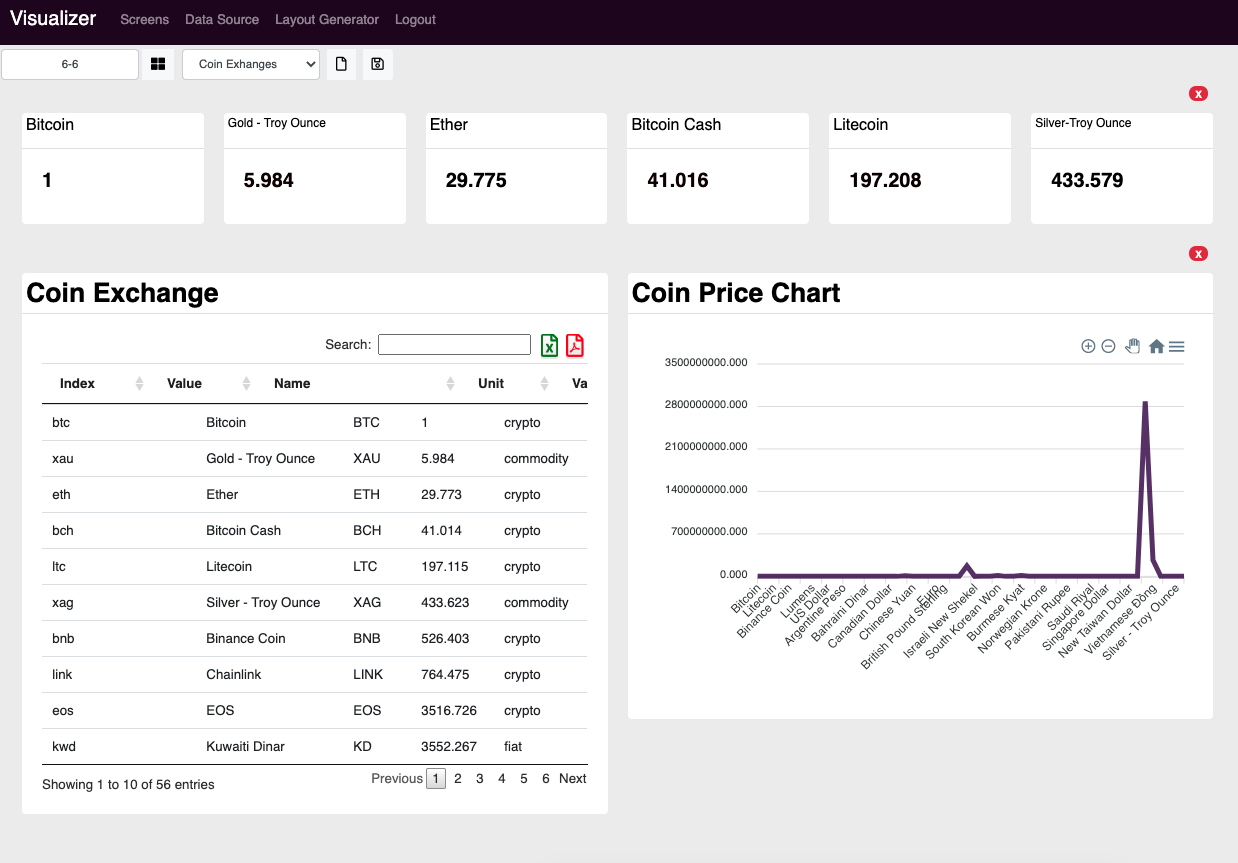 Visualizer Screens Data Source Layout Generator Logout
6-6 Coin Exhanges
x
Bitcoin Gold - Troy Ounce Ether Bitcoin Cash Litecoin Silver-Troy Ounce
1 5.984 29.775 41.016 197.208 433.579
x
Coin Exchange
Search:
Index Value Name Unit Va
btc Bitcoin BTC 1 crypto
xau Gold - Troy Ounce XAU 5.984 commodity
eth Ether ETH 29.773 crypto
bch Bitcoin Cash BCH 41.014 crypto
ltc Litecoin LTC 197.115 crypto
xag Silver - Troy Ounce XAG 433.623 commodity
bnb Binance Coin BNB 526.403 crypto
link Chainlink LINK 764.475 crypto
eos EOS EOS 3516.726 crypto
kwd Kuwaiti Dinar KD 3552.267 fiat
Showing 1 to 10 of 56 entries
Previous 1 2 3 4 5 6 Next
Coin Price Chart
3500000000.000
2800000000.000
2100000000.000
1400000000.000
700000000.000
0.000
Bitcoin
Litecoin
Binance Coin
Lumens
US Dollar
Argentine Peso
Bahraini Dinar
Canadian Dollar
Chinese Yuan
Euro
British Pound Sterling
Israeli New Shekel
South Korean Won
Burmese Kyat
Norwegian Krone
Pakistani Rupee
Saudi Riyal
Singapore Dollar
New Taiwan Dollar
Vietnamese Đồng
Silver - Troy Ounce